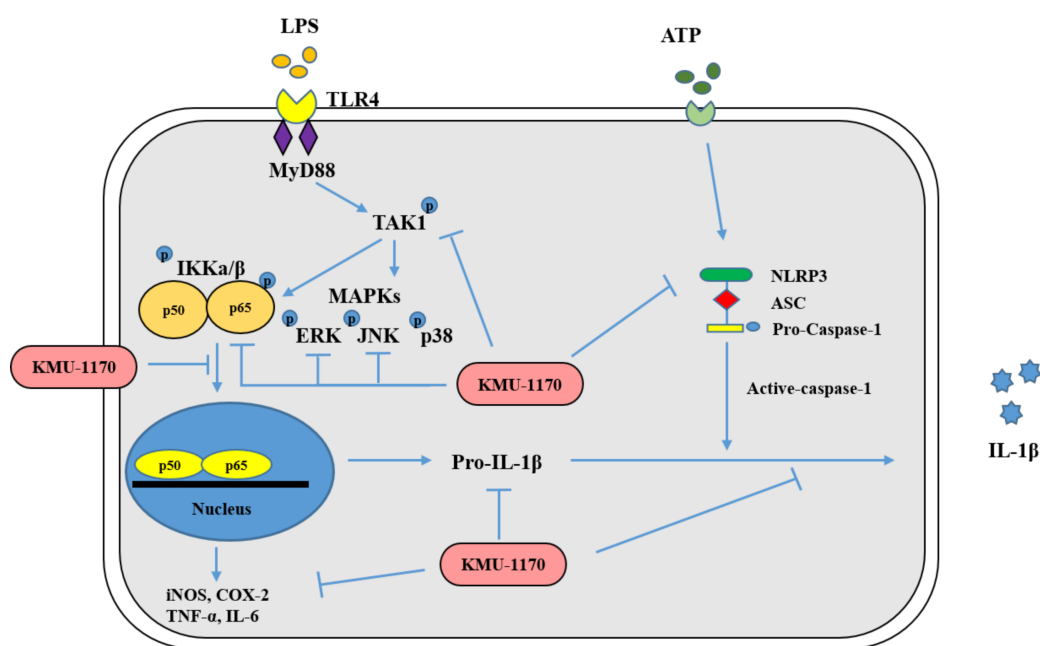 LPS
ATP
TLR4
MyD88
TAK1
p
p
IKKa/β
p
p50
p65
MAPKs
p
ERK
p
JNK
p
p38
NLRP3
ASC
Pro-Caspase-1
KMU-1170
KMU-1170
Active-caspase-1
p50
p65
Nucleus
Pro-IL-1β
IL-1β
KMU-1170
iNOS, COX-2
TNF-α, IL-6